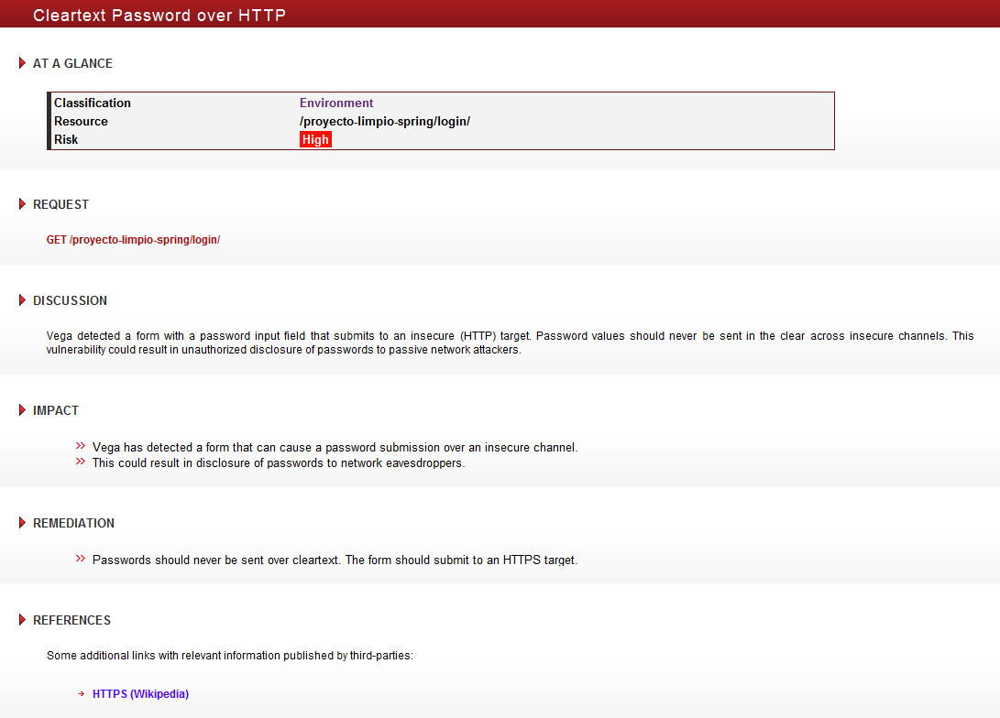 Cleartext Password over HTTP
AT A GLANCE
Classification Environment
Resource /proyecto-limpio-spring/login/
Risk High
REQUEST
GET /proyecto-limpio-spring/login/
DISCUSSION
Vega detected a form with a password input field that submits to an insecure (HTTP) target. Password values should never be sent in the clear across insecure channels. This
vulnerability could result in unauthorized disclosure of passwords to passive network attackers.
IMPACT
Vega has detected a form that can cause a password submission over an insecure channel.
This could result in disclosure of passwords to network eavesdroppers.
REMEDIATION
Passwords should never be sent over cleartext. The form should submit to an HTTPS target.
REFERENCES
Some additional links with relevant information published by third-parties:
HTTPS (Wikipedia)